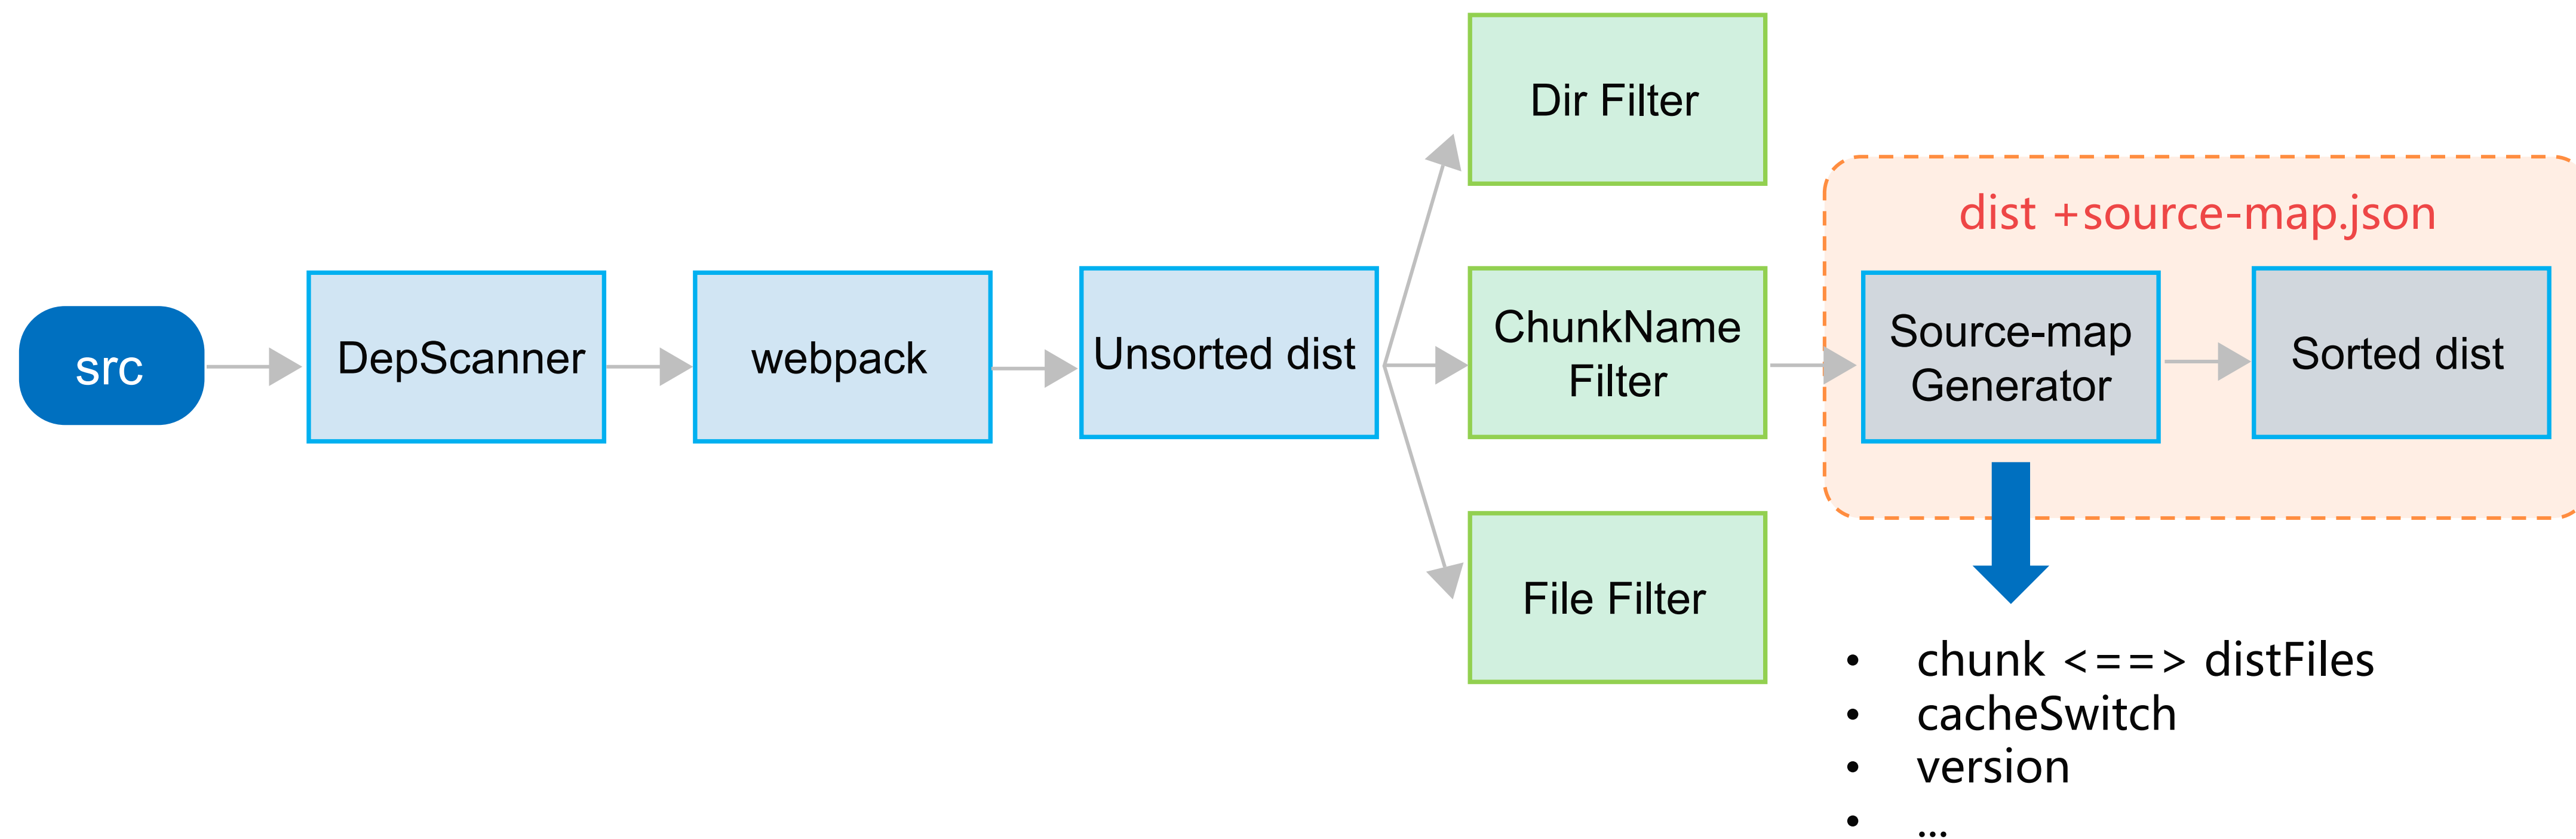 src
DepScanner
webpack
Unsorted dist
Dir Filter
ChunkName
Filter
File Filter
dist +source-map.json
Source-map
Generator
Sorted dist
• chunk <==> distFiles
• cacheSwitch
• version
• ...